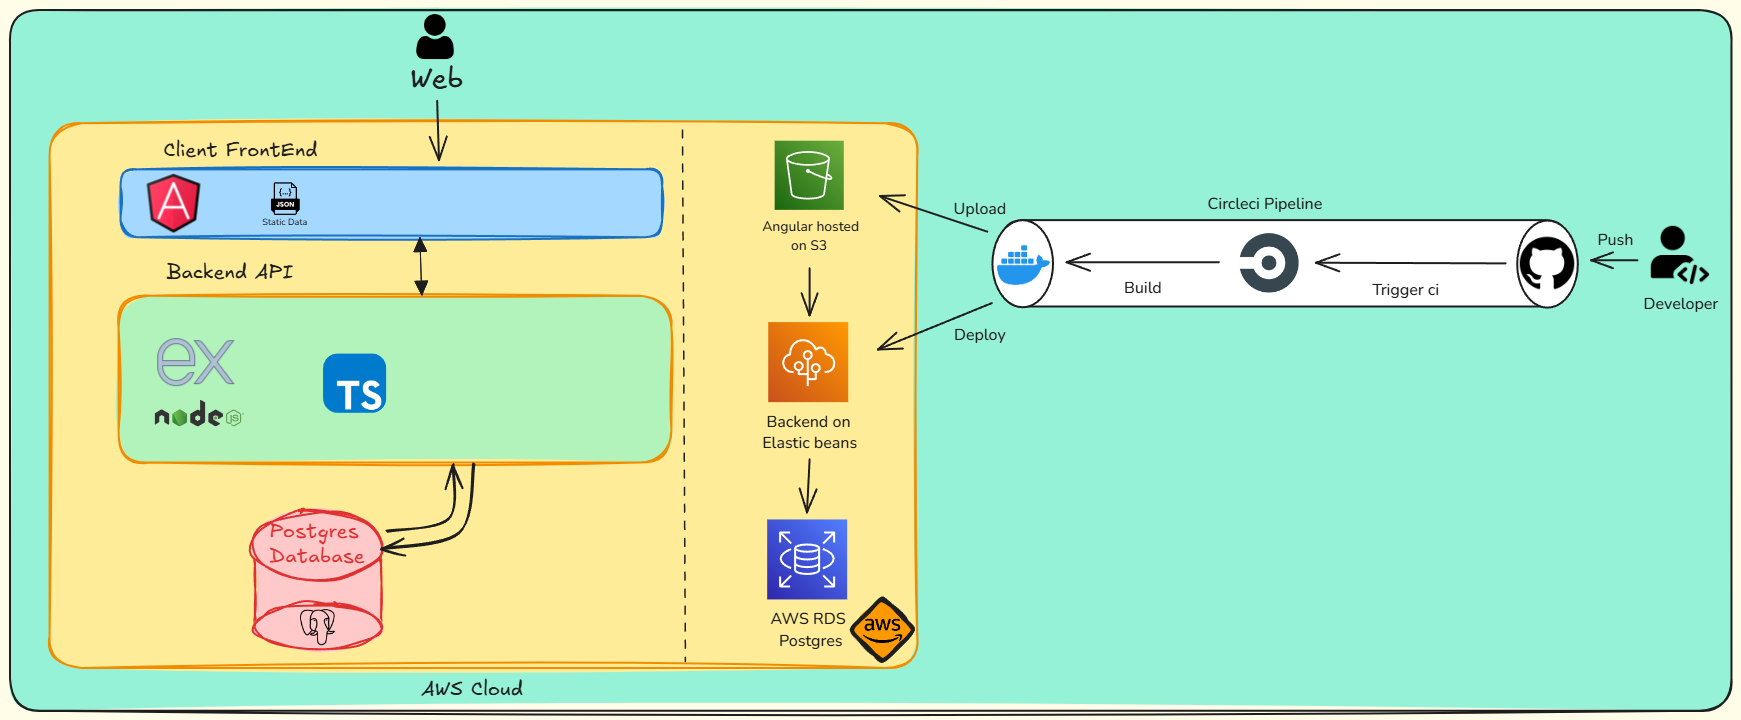 Web
Client FrontEnd
{...}
JSON
Static Data
Backend API
ex
node
JS
TS
Postgres
Database
Angular hosted
on S3
Backend on
Elastic beans
AWS RDS
Postgres
aws
AWS Cloud
Upload
Deploy
Circleci Pipeline
Build
Trigger ci
Push
</>
Developer